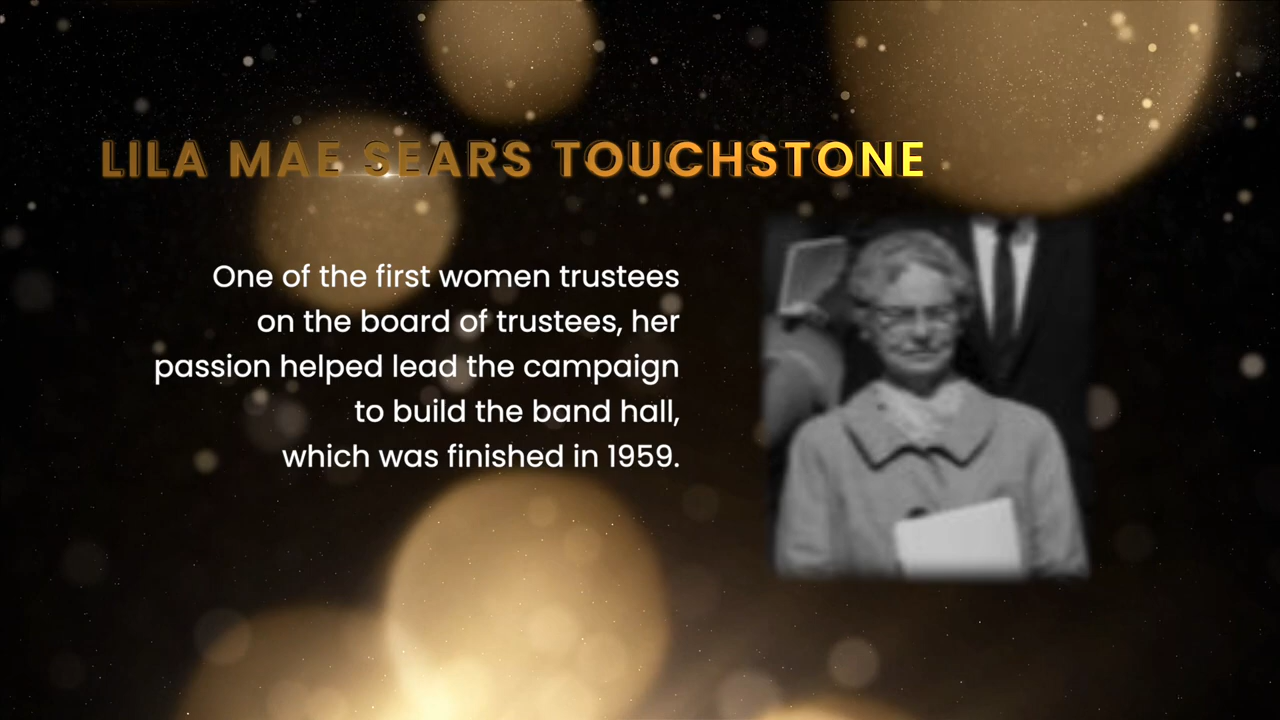 LILA MAE SEARS TOUCHSTONE
One of the first women trustees
on the board of trustees, her
passion helped lead the campaign
to build the band hall,
which was finished in 1959.